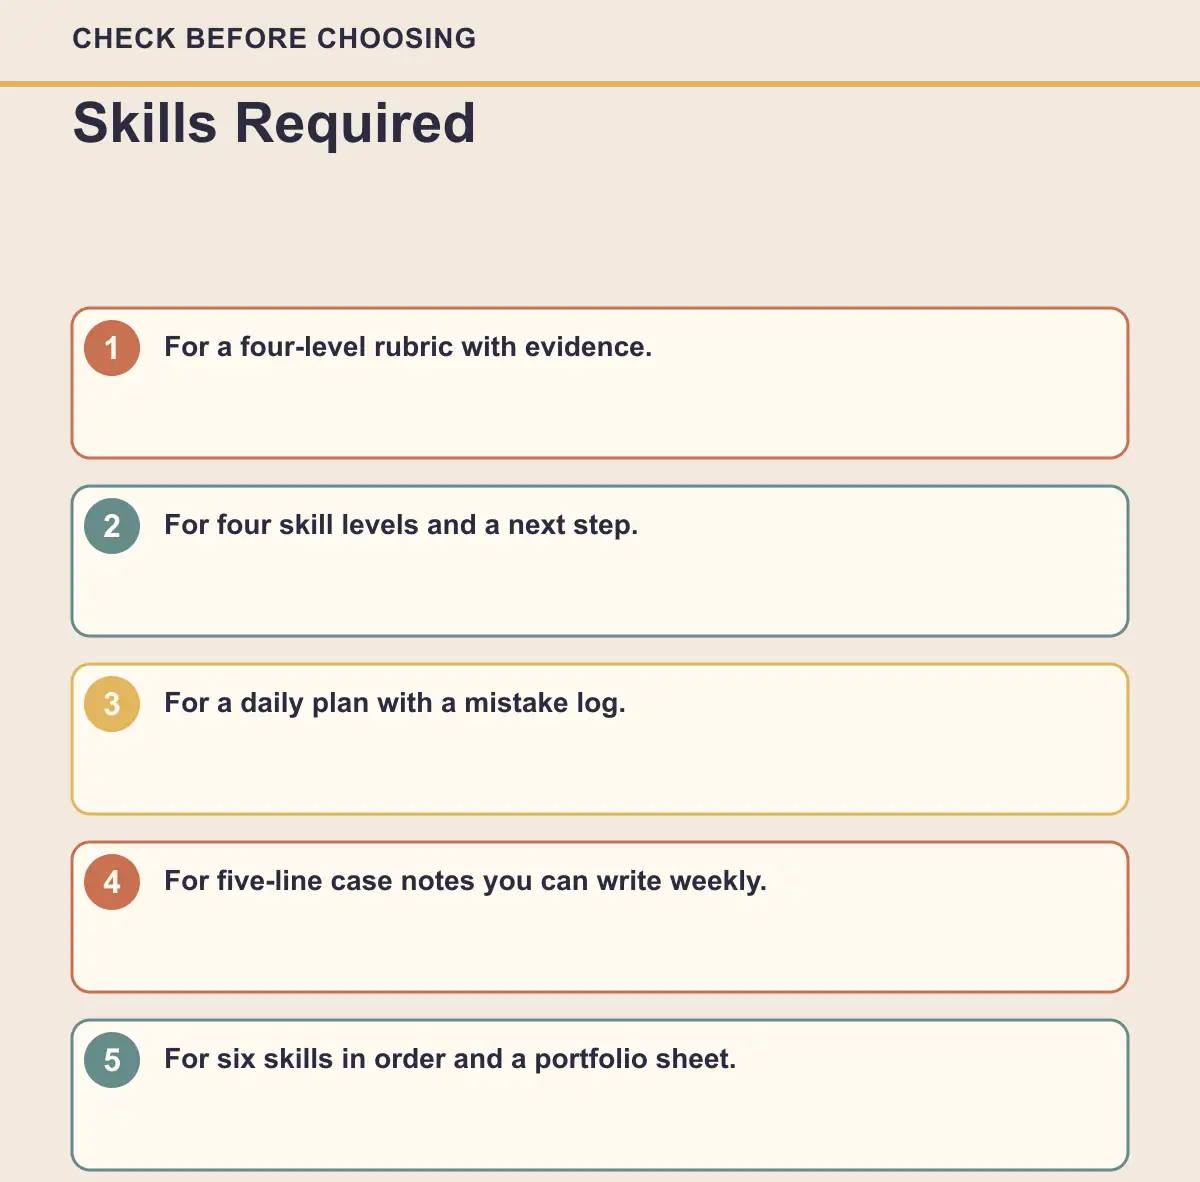 CHECK BEFORE CHOOSING
Skills Required
1 For a four-level rubric with evidence.
2 For four skill levels and a next step.
3 For a daily plan with a mistake log.
4 For five-line case notes you can write weekly.
5 For six skills in order and a portfolio sheet.